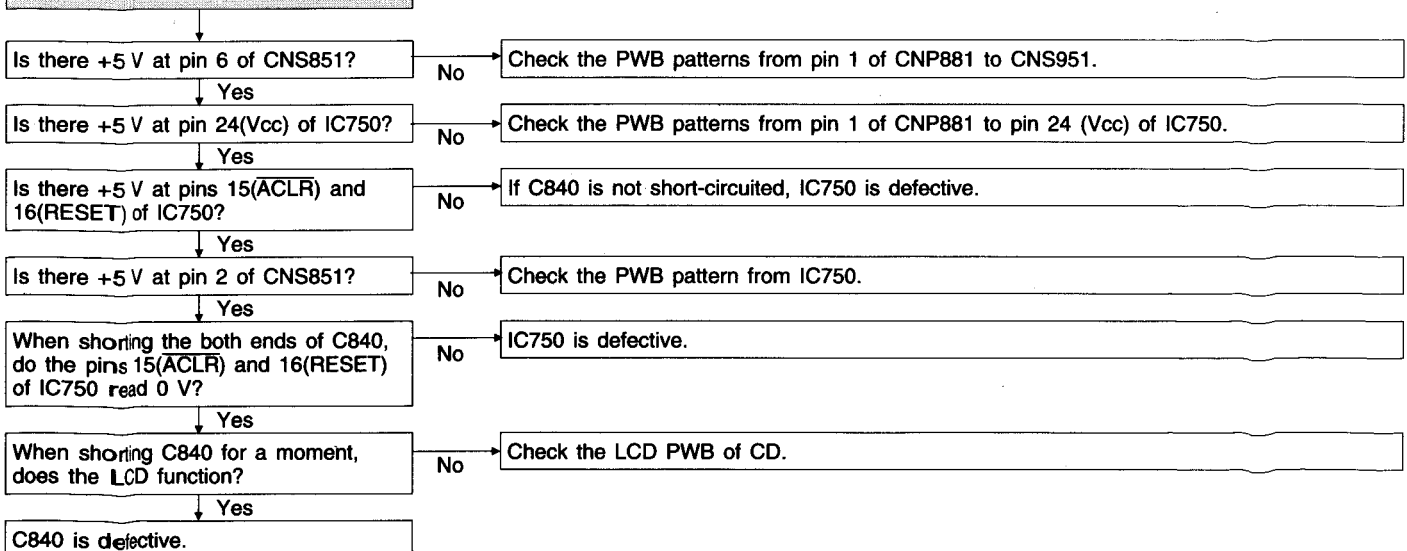 Is there +5 V at pin 6 of CNS851?
No
Check the PWB patterns from pin 1 of CNP881 to CNS951.
Yes
Is there +5 V at pin 24(Vcc) of IC750?
No
Check the PWB patterns from pin 1 of CNP881 to pin 24 (Vcc) of IC750.
Yes
Is there +5 V at pins 15(A̅C̅L̅R̅) and
16(RESET) of IC750?
No
If C840 is not short-circuited, IC750 is defective.
Yes
Is there +5 V at pin 2 of CNS851?
No
Check the PWB pattern from IC750.
Yes
When shorting the both ends of C840,
do the pins 15(A̅C̅L̅R̅) and 16(RESET)
of IC750 read 0 V?
No
IC750 is defective.
Yes
When shorting C840 for a moment,
does the LCD function?
No
Check the LCD PWB of CD.
Yes
C840 is defective.